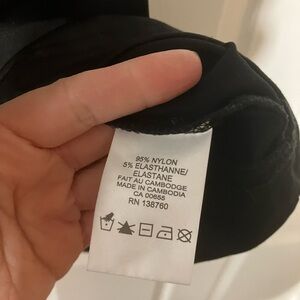 95% NYLON
5% ELASTHANNE/
ELASTANE
FAIT AU CAMBODGE
MADE IN CAMBODIA
CA 00655
RN 138760